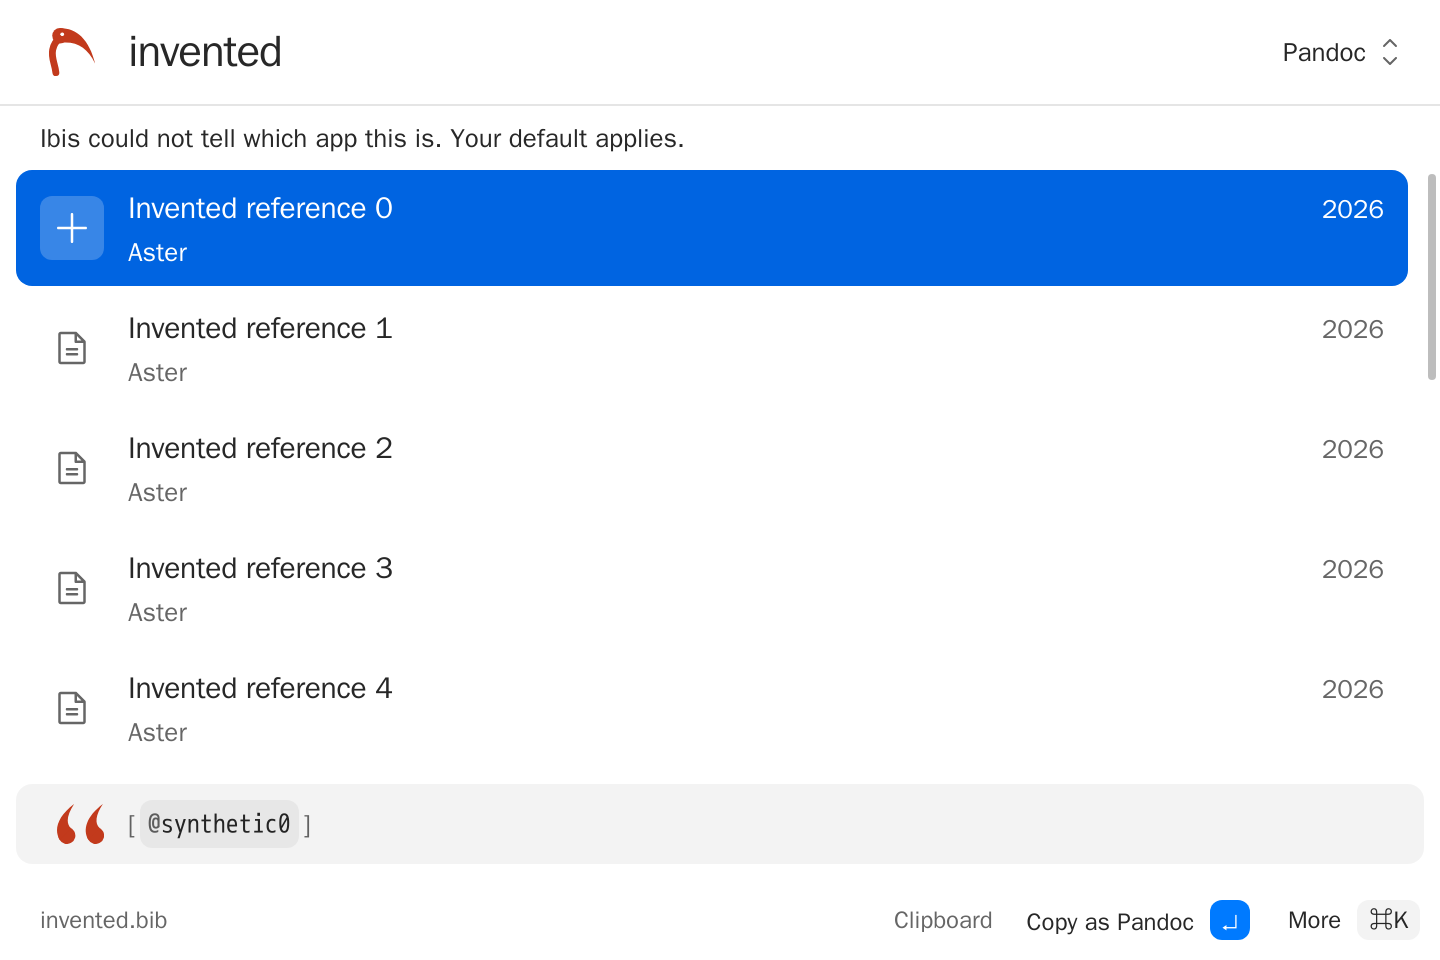 invented
Pandoc
Ibis could not tell which app this is. Your default applies.
Invented reference 0
2026
Aster
Invented reference 1
2026
Aster
Invented reference 2
2026
Aster
Invented reference 3
2026
Aster
Invented reference 4
2026
Aster
[@synthetic0]
invented.bib
Clipboard
Copy as Pandoc
More
⌘K